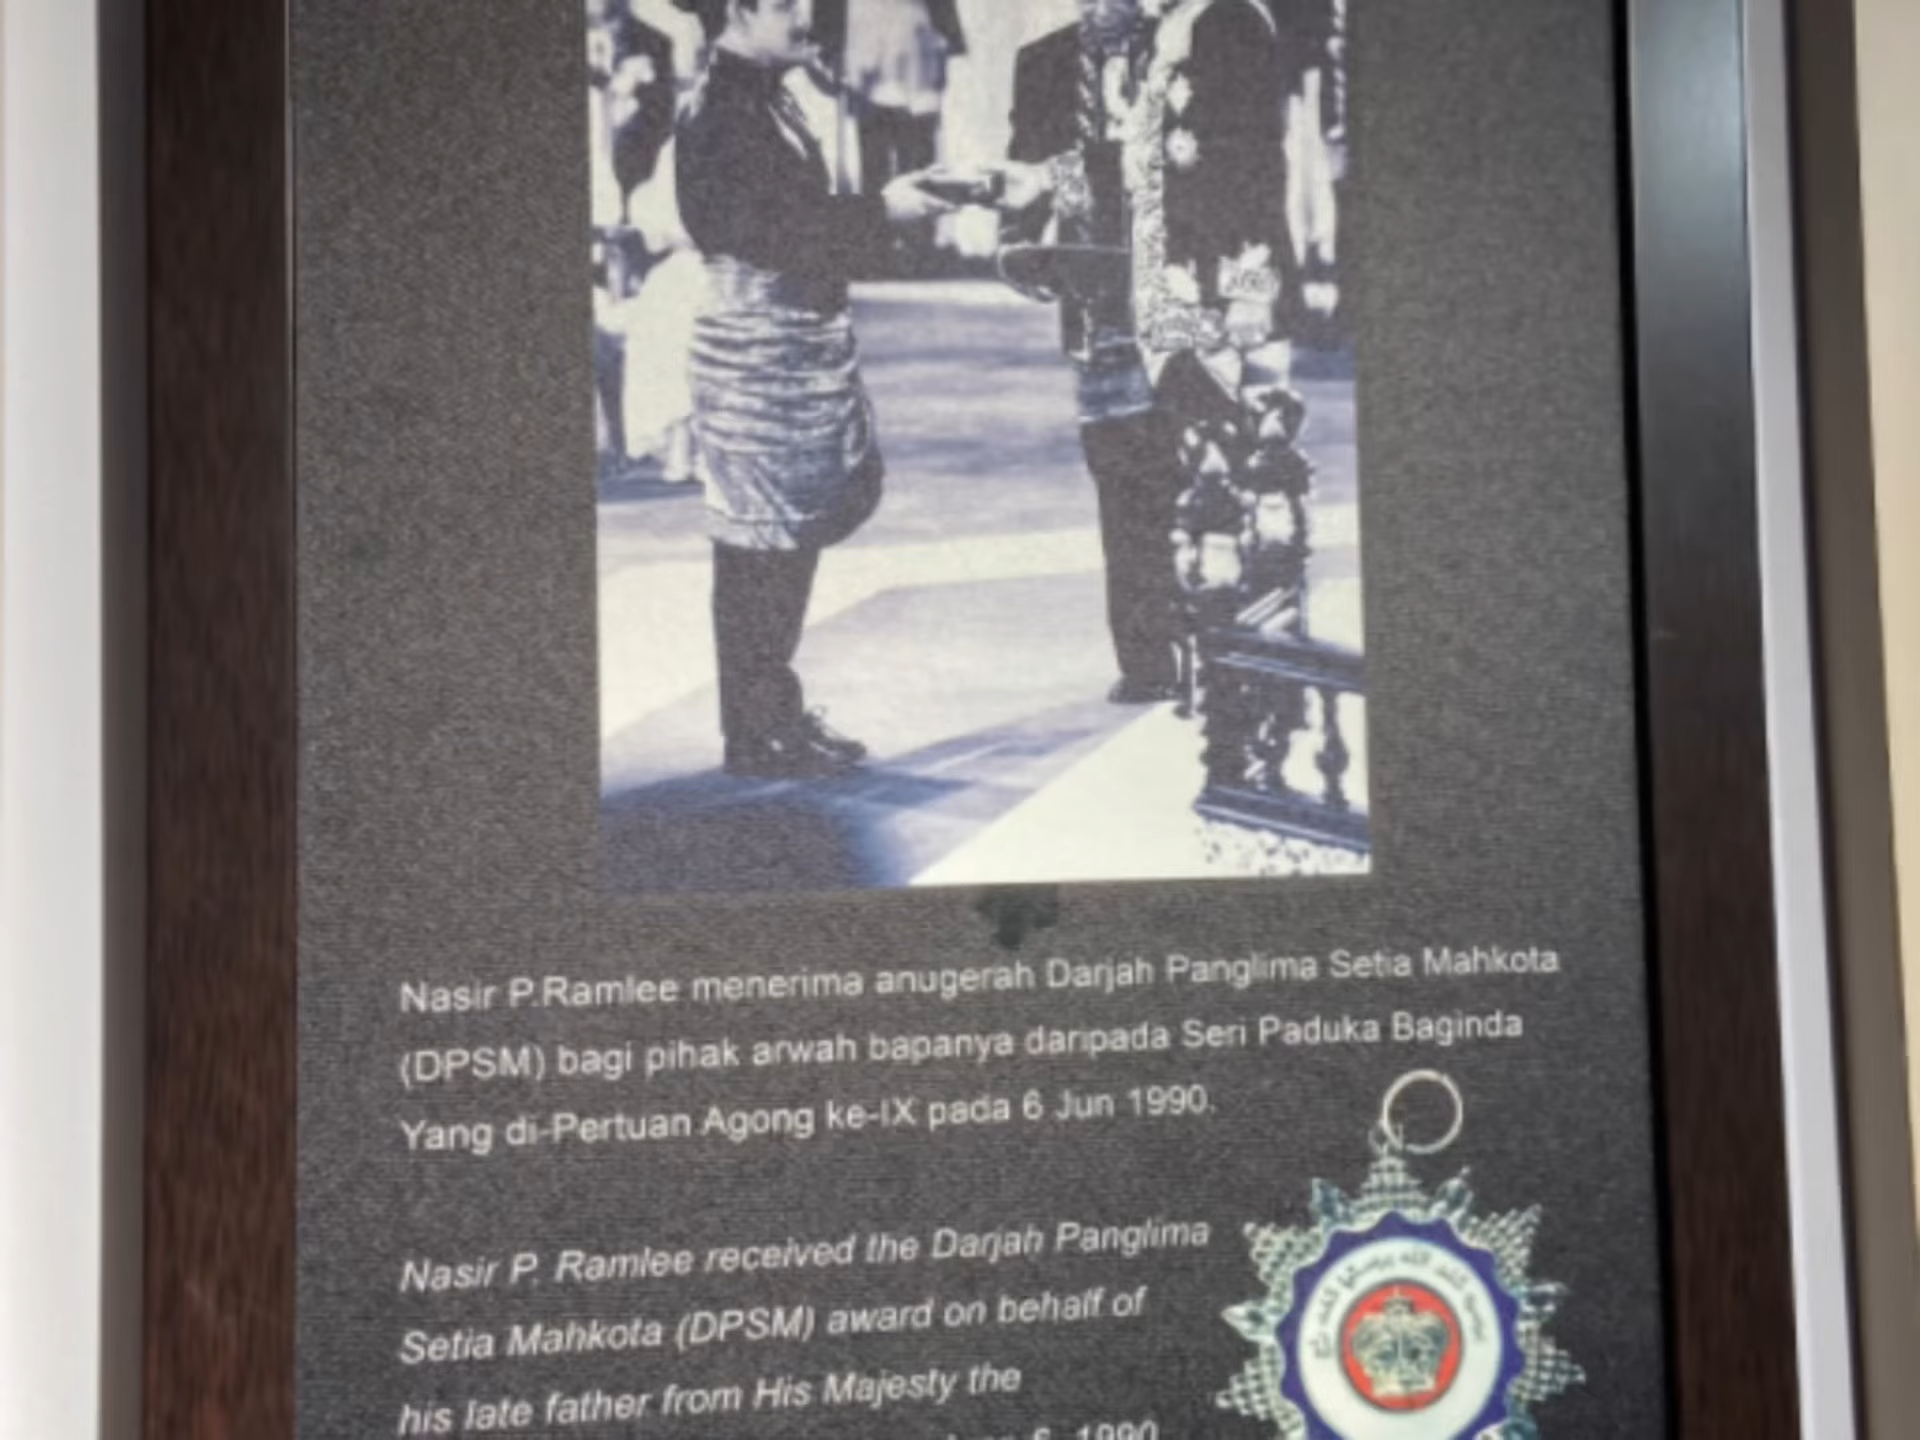 Nasir P.Ramlee menerima anugerah Darjah Panglima Setia Mahkota
(DPSM) bagi pihak arwah bapanya daripada Seri Paduka Baginda
Yang di-Pertuan Agong ke-IX pada 6 Jun 1990.
Nasir P. Ramlee received the Darjah Panglima
Setia Mahkota (DPSM) award on behalf of
his late father from His Majesty the
1990